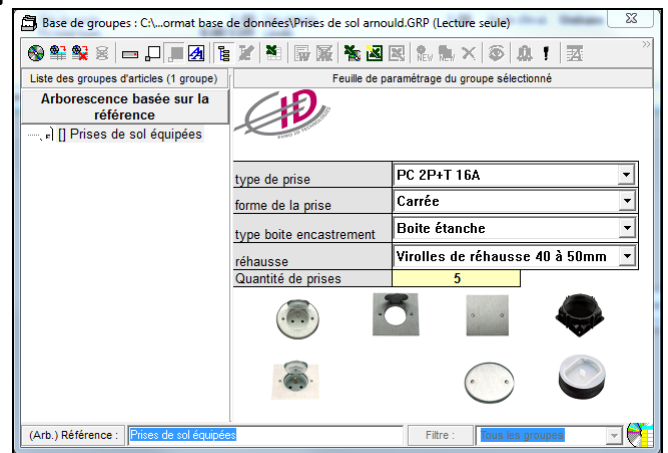 Base de groupes : C:\...ormat base de données\Prises de sol arnould.GRP (Lecture seule)
Liste des groupes d'articles (1 groupe)
Feuille de paramétrage du groupe sélectionné
Arborescence basée sur la
référence
[] Prises de sol équipées
ID
type de prise
PC 2P+T 16A
forme de la prise
Carrée
type boite encastrement
Boite étanche
réhausse
Virolles de réhausse 40 à 50mm
Quantité de prises
5
(Arb.) Référence :
Prises de sol équipées
Filtre :
Tous les groupes